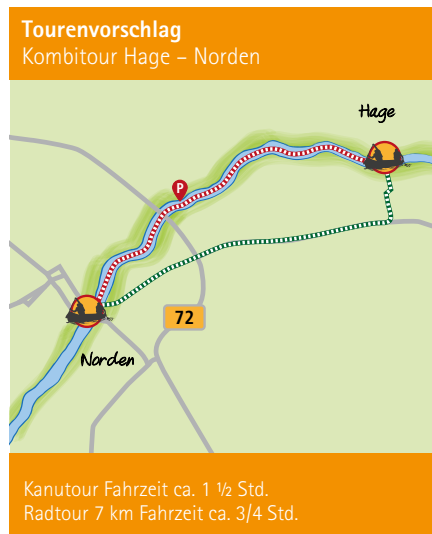 Tourenvorschlag
Kombitour Hage – Norden
Hage
P
72
Norden
Kanutour Fahrzeit ca. 1 ½ Std.
Radtour 7 km Fahrzeit ca. 3/4 Std.